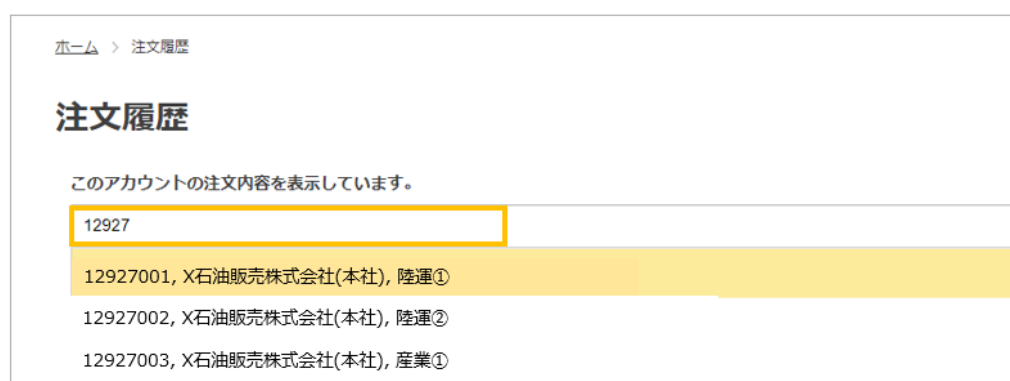 ホーム > 注文履歴
注文履歴
このアカウントの注文内容を表示しています。
12927
12927001, X石油販売株式会社(本社), 陸運①
12927002, X石油販売株式会社(本社), 陸運②
12927003, X石油販売株式会社(本社), 産業①